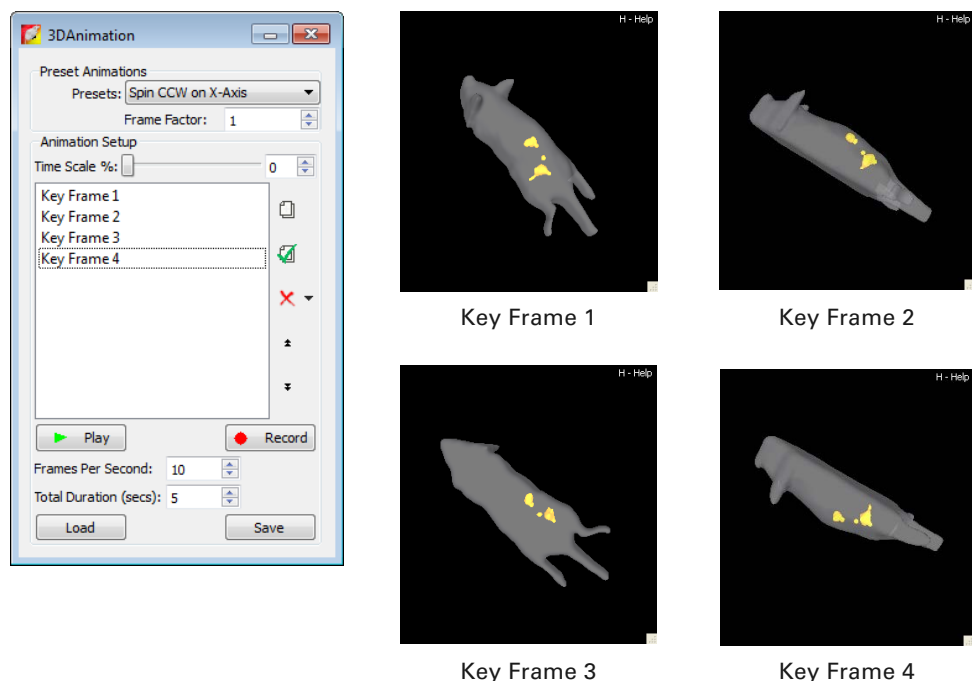 3DAnimation
Preset Animations
Presets: Spin CCW on X-Axis
Frame Factor: 1
Animation Setup
Time Scale %: 0
Key Frame 1
Key Frame 2
Key Frame 3
Key Frame 4
Play Record
Frames Per Second: 10
Total Duration (secs): 5
Load Save
H - Help
Key Frame 1
H - Help
Key Frame 2
H - Help
Key Frame 3
H - Help
Key Frame 4